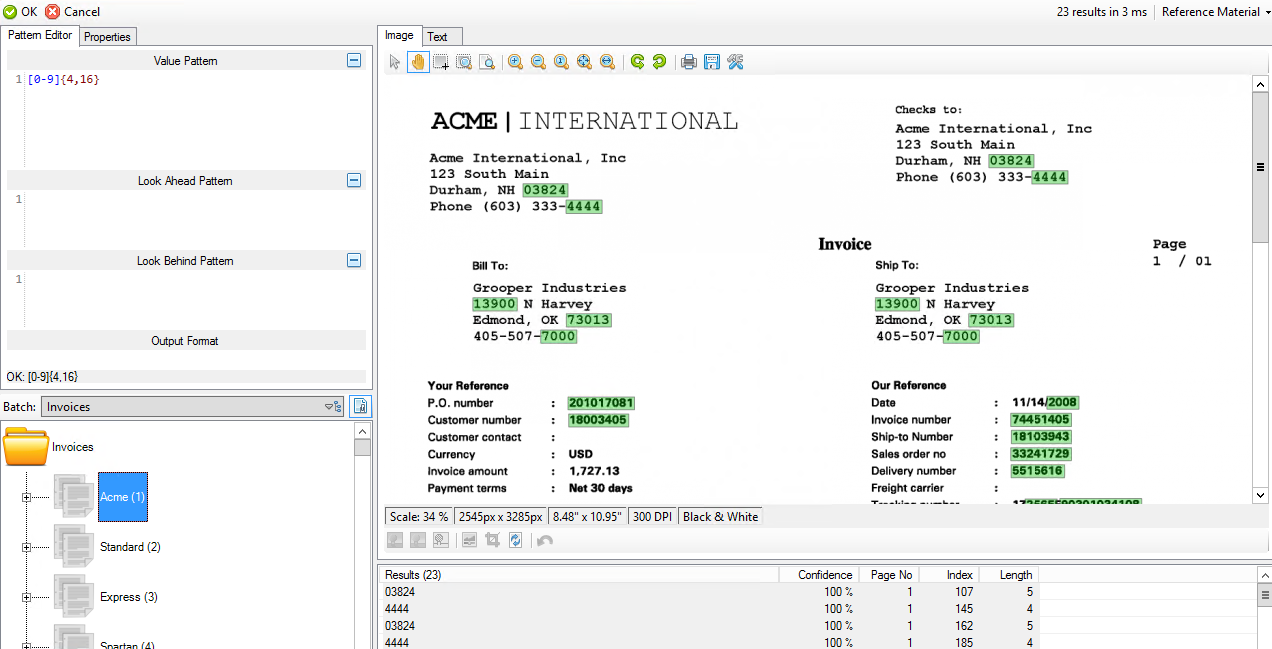 OK Cancel 23 results in 3 ms Reference Material
Pattern Editor Properties
Value Pattern
1 [0-9]{4,16}
Look Ahead Pattern
1
Look Behind Pattern
1
Output Format
OK: [0-9]{4,16}
Batch: Invoices
Invoices
Acme (1)
Standard (2)
Express (3)
Spartan (4)
Image Text
ACME | INTERNATIONAL
Acme International, Inc
123 South Main
Durham, NH 03824
Phone (603) 333-4444
Checks to:
Acme International, Inc
123 South Main
Durham, NH 03824
Phone (603) 333-4444
Invoice
Page
1 / 01
Bill To:
Grooper Industries
13900 N Harvey
Edmond, OK 73013
405-507-7000
Ship To:
Grooper Industries
13900 N Harvey
Edmond, OK 73013
405-507-7000
Your Reference
P.O. number : 201017081
Customer number : 18003405
Customer contact :
Currency : USD
Invoice amount : 1,727.13
Payment terms : Net 30 days
Our Reference
Date : 11/14/2008
Invoice number : 74451405
Ship-to Number : 18103943
Sales order no : 33241729
Delivery number : 5515616
Freight carrier :
Tracking number :
Scale: 34 % 2545px x 3285px 8.48" x 10.95" 300 DPI Black & White
Results (23) Confidence Page No Index Length
03824 100 % 1 107 5
4444 100 % 1 145 4
03824 100 % 1 162 5
4444 100 % 1 185 4